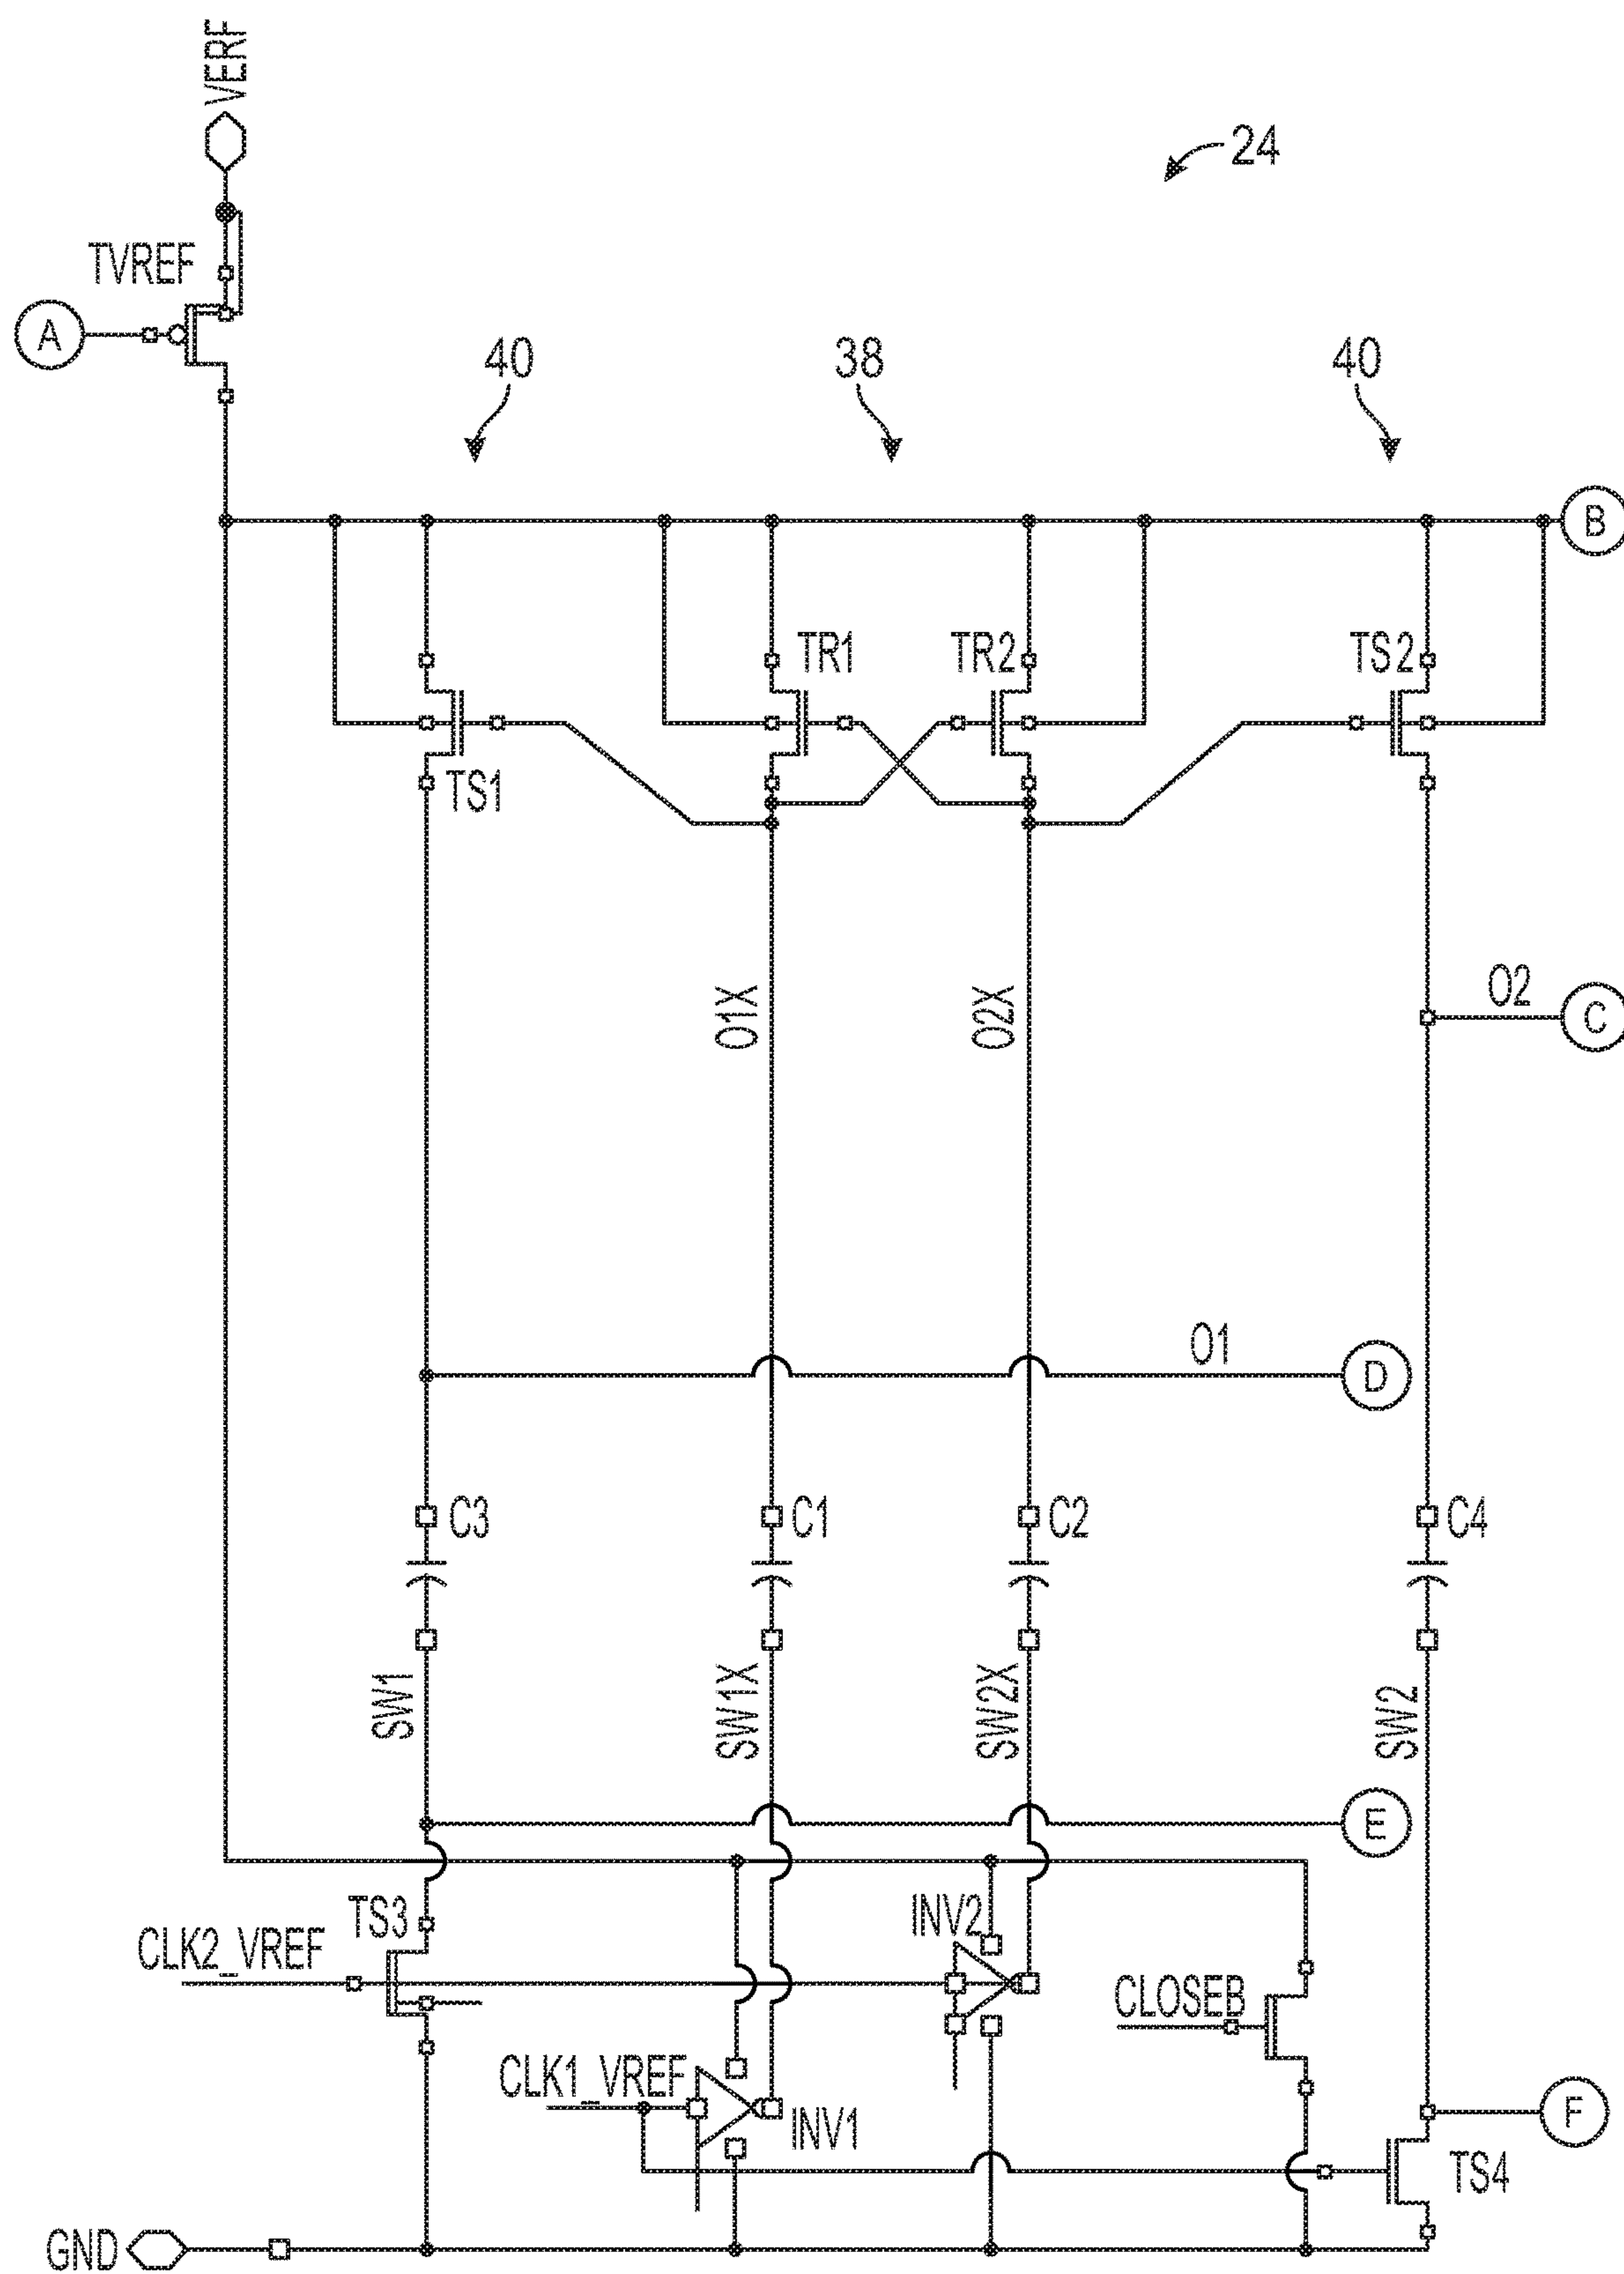 VERF
24
TVREF
A
40
38
40
B
TR1
TR2
TS2
TS1
O1X
O2X
O2
C
O1
D
C3
C1
C2
C4
SW1
SW1X
SW2X
SW2
E
TS3
INV2
CLK2_VREF
CLOSEB
CLK1_VREF
INV1
F
TS4
GND